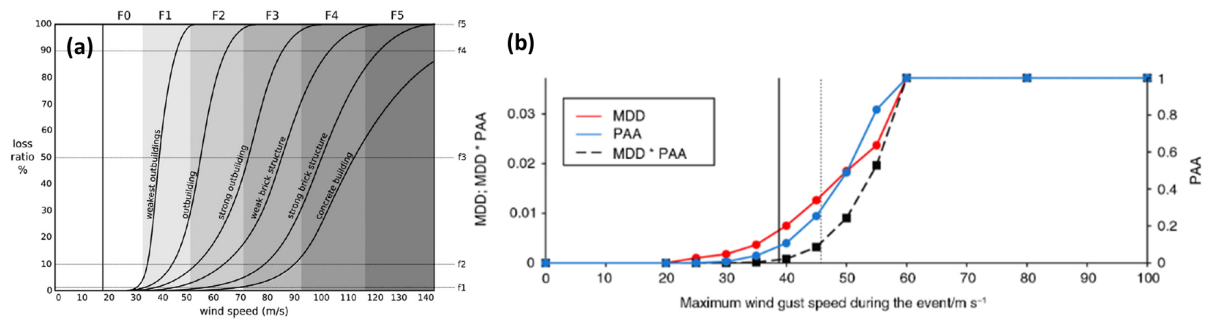 (a)
F0 F1 F2 F3 F4 F5
100
90
80
70
60
50
40
30
20
10
0
loss
ratio
%
f5
f4
f3
f2
f1
weakest outbuildings
outbuilding
strong outbuilding
weak brick structure
strong brick structure
concrete building
0 10 20 30 40 50 60 70 80 90 100 110 120 130 140
wind speed (m/s)
(b)
MDD
PAA
MDD * PAA
0.03
0.02
0.01
0
MDD; MDD * PAA
1
0.8
0.6
0.4
0.2
0
PAA
0 10 20 30 40 50 60 70 80 90 100
Maximum wind gust speed during the event/m s⁻¹